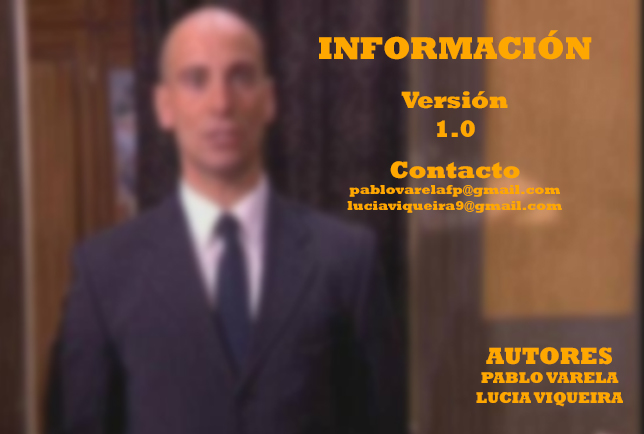 INFORMACIÓN
Versión
1.0
Contacto
pablovarelafp@gmail.com
luciaviqueira9@gmail.com
AUTORES
PABLO VARELA
LUCIA VIQUEIRA